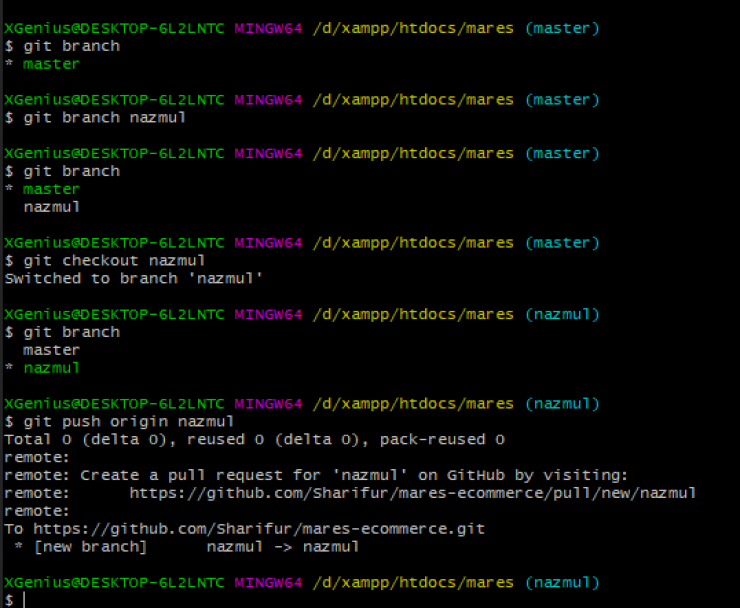 XGenius@DESKTOP-6L2LNTC MINGW64 /d/xampp/htdocs/mares (master)
$ git branch
* master
XGenius@DESKTOP-6L2LNTC MINGW64 /d/xampp/htdocs/mares (master)
$ git branch nazmul
XGenius@DESKTOP-6L2LNTC MINGW64 /d/xampp/htdocs/mares (master)
$ git branch
* master
  nazmul
XGenius@DESKTOP-6L2LNTC MINGW64 /d/xampp/htdocs/mares (master)
$ git checkout nazmul
Switched to branch 'nazmul'
XGenius@DESKTOP-6L2LNTC MINGW64 /d/xampp/htdocs/mares (nazmul)
$ git branch
  master
* nazmul
XGenius@DESKTOP-6L2LNTC MINGW64 /d/xampp/htdocs/mares (nazmul)
$ git push origin nazmul
Total 0 (delta 0), reused 0 (delta 0), pack-reused 0
remote:
remote: Create a pull request for 'nazmul' on GitHub by visiting:
remote:      https://github.com/Sharifur/mares-ecommerce/pull/new/nazmul
remote:
To https://github.com/Sharifur/mares-ecommerce.git
 * [new branch]      nazmul -> nazmul
XGenius@DESKTOP-6L2LNTC MINGW64 /d/xampp/htdocs/mares (nazmul)
$